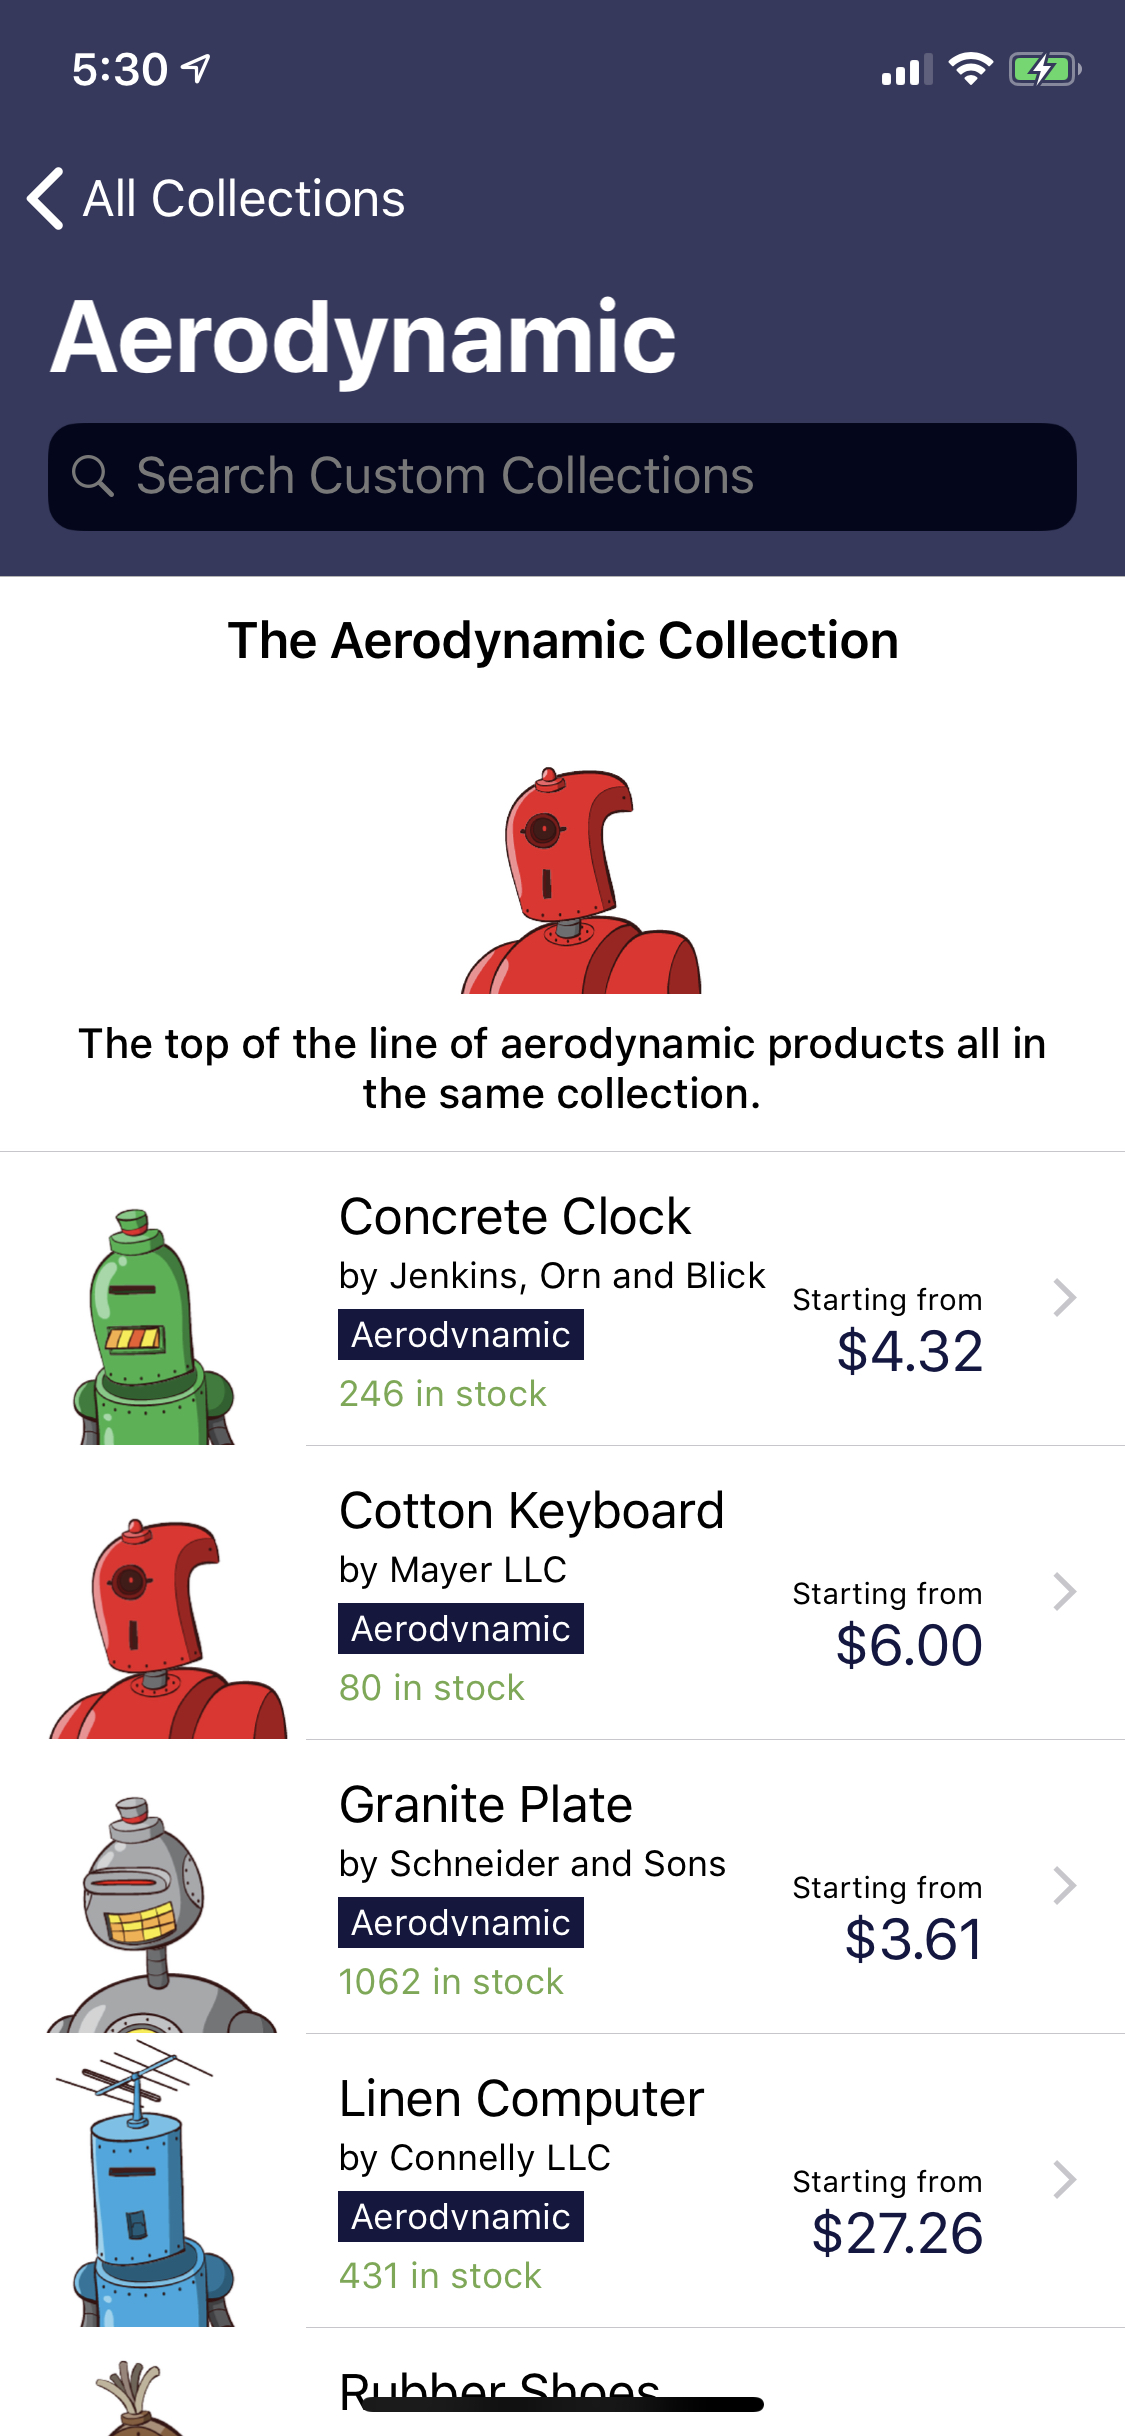 5:30
All Collections
Aerodynamic
Search Custom Collections
The Aerodynamic Collection
The top of the line of aerodynamic products all in
the same collection.
Concrete Clock
by Jenkins, Orn and Blick
Aerodynamic
246 in stock
Starting from
$4.32
Cotton Keyboard
by Mayer LLC
Aerodynamic
80 in stock
Starting from
$6.00
Granite Plate
by Schneider and Sons
Aerodynamic
1062 in stock
Starting from
$3.61
Linen Computer
by Connelly LLC
Aerodynamic
431 in stock
Starting from
$27.26
Rubber Shoes